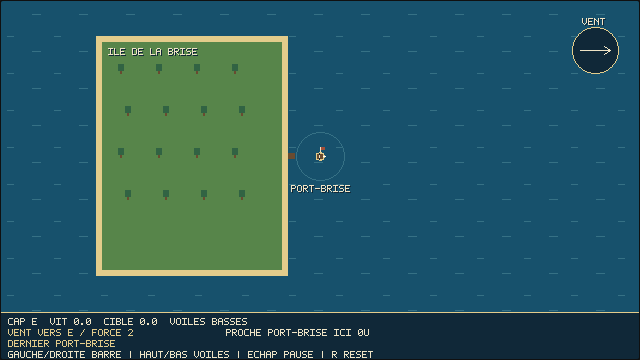 VENT
ILE DE LA BRISE
PORT-BRISE
CAP E VIT 0.0 CIBLE 0.0 VOILES BASSES
VENT VERS E / FORCE 2 PROCHE PORT-BRISE ICI 0U
DERNIER PORT-BRISE
GAUCHE/DROITE BARRE | HAUT/BAS VOILES | ECHAP PAUSE | R RESET